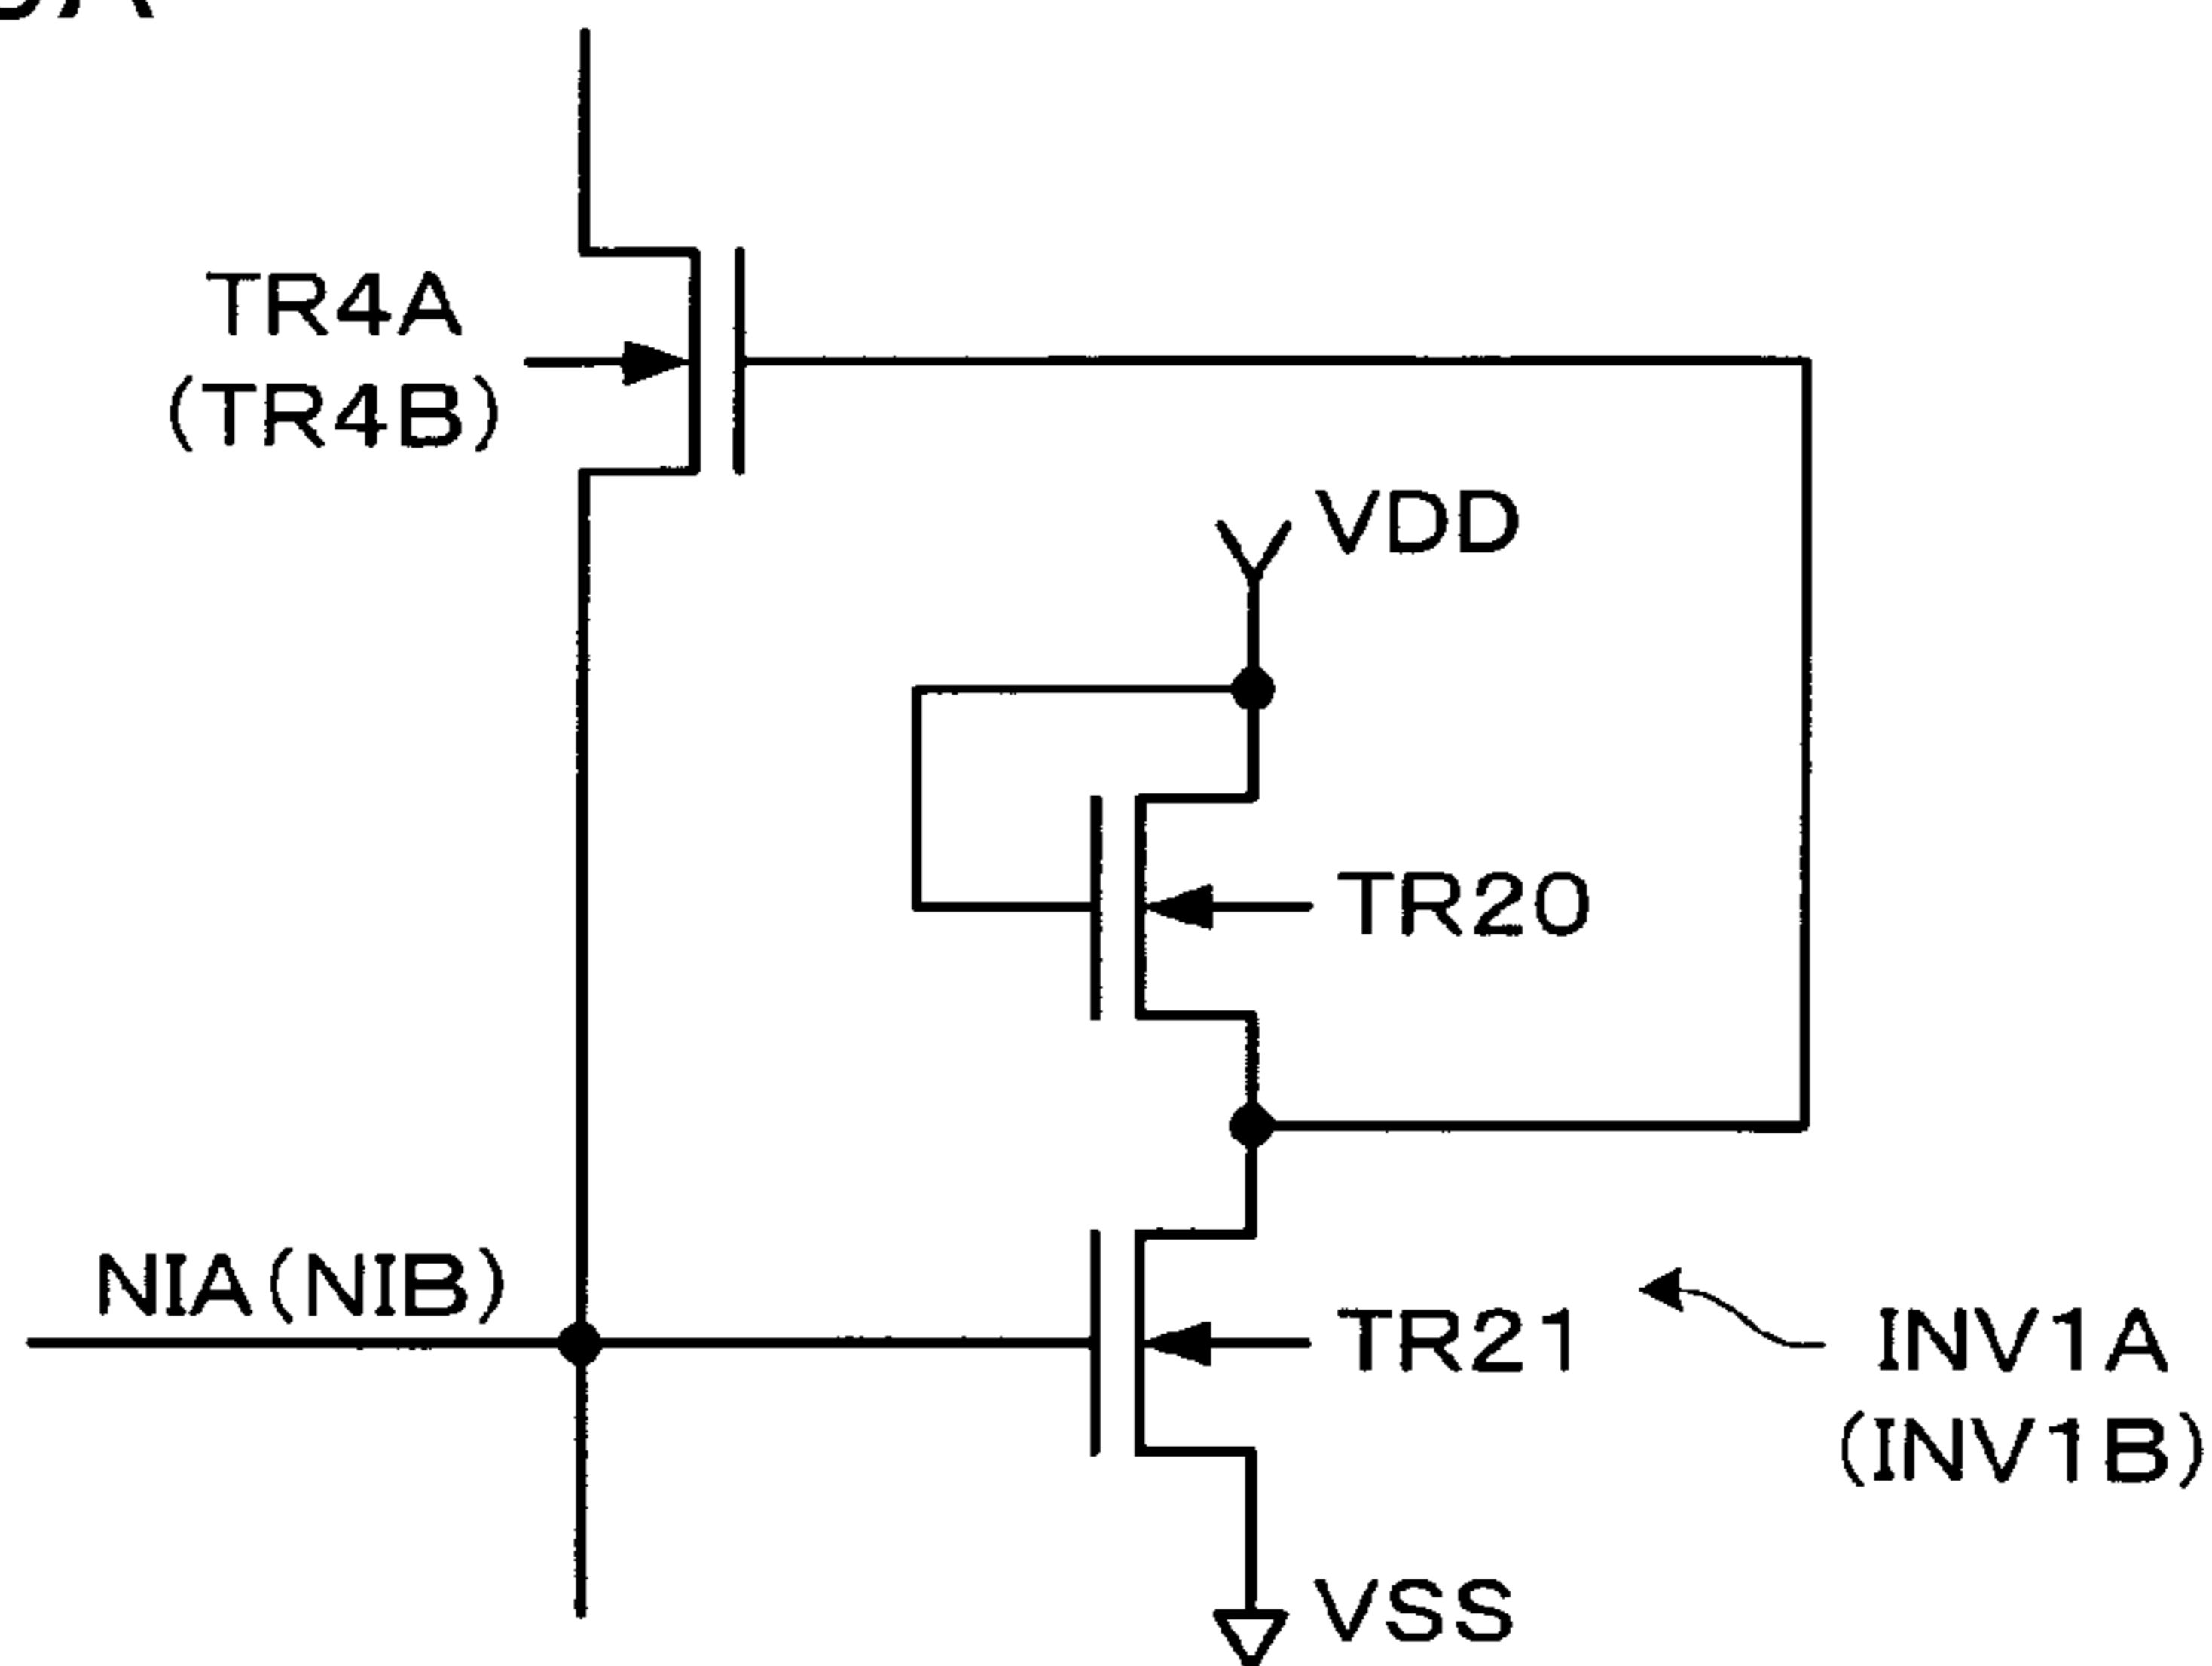 TR4A
(TR4B)
VDD
TR20
NIA(NIB)
TR21
INV1A
(INV1B)
VSS